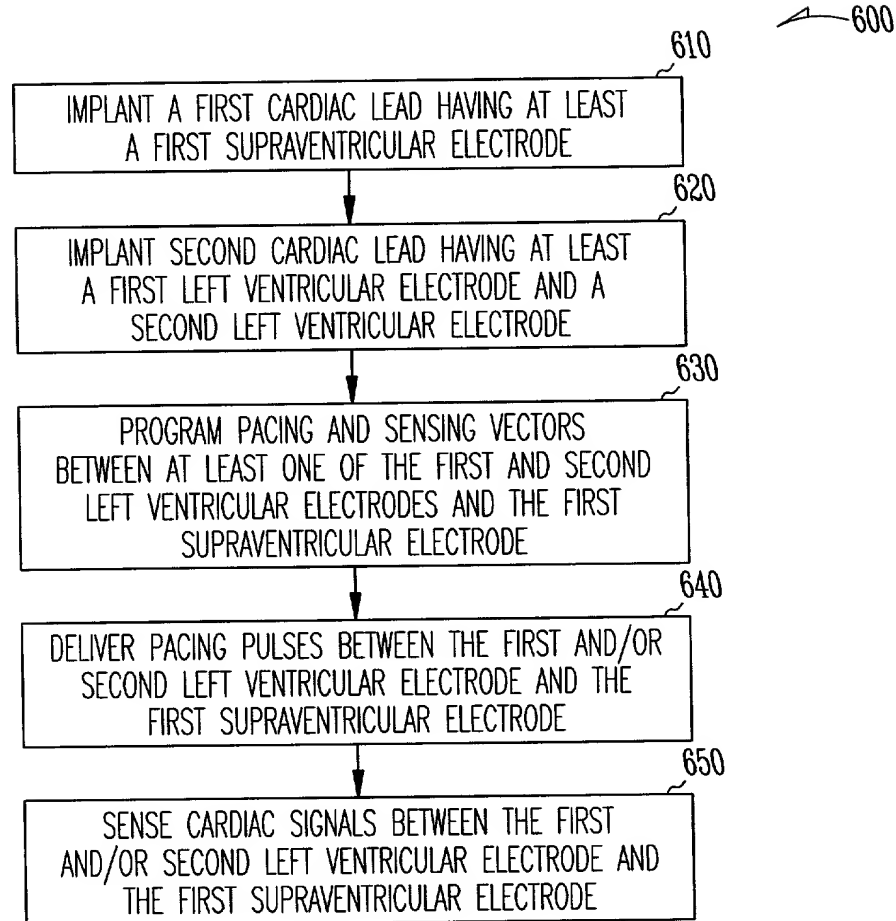 600
610
IMPLANT A FIRST CARDIAC LEAD HAVING AT LEAST
A FIRST SUPRAVENTRICULAR ELECTRODE
620
IMPLANT SECOND CARDIAC LEAD HAVING AT LEAST
A FIRST LEFT VENTRICULAR ELECTRODE AND A
SECOND LEFT VENTRICULAR ELECTRODE
630
PROGRAM PACING AND SENSING VECTORS
BETWEEN AT LEAST ONE OF THE FIRST AND SECOND
LEFT VENTRICULAR ELECTRODES AND THE FIRST
SUPRAVENTRICULAR ELECTRODE
640
DELIVER PACING PULSES BETWEEN THE FIRST AND/OR
SECOND LEFT VENTRICULAR ELECTRODE AND THE
FIRST SUPRAVENTRICULAR ELECTRODE
650
SENSE CARDIAC SIGNALS BETWEEN THE FIRST
AND/OR SECOND LEFT VENTRICULAR ELECTRODE AND
THE FIRST SUPRAVENTRICULAR ELECTRODE